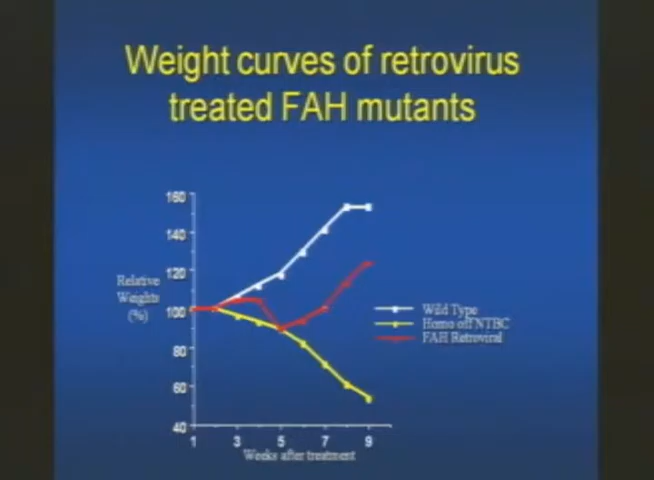 Weight curves of retrovirus
treated FAH mutants
160
140
120
100
80
60
40
Relative
Weights
(%)
1 3 5 7 9
Weeks after treatment
Wild Type
Homo off NTBC
FAH Retroviral